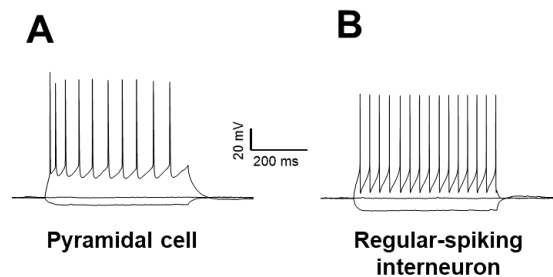 A
B
20 mV
200 ms
Pyramidal cell
Regular-spiking
interneuron